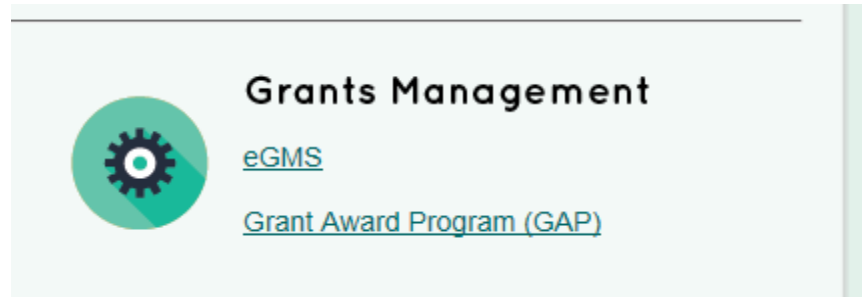 Grants Management
eGMS
Grant Award Program (GAP)